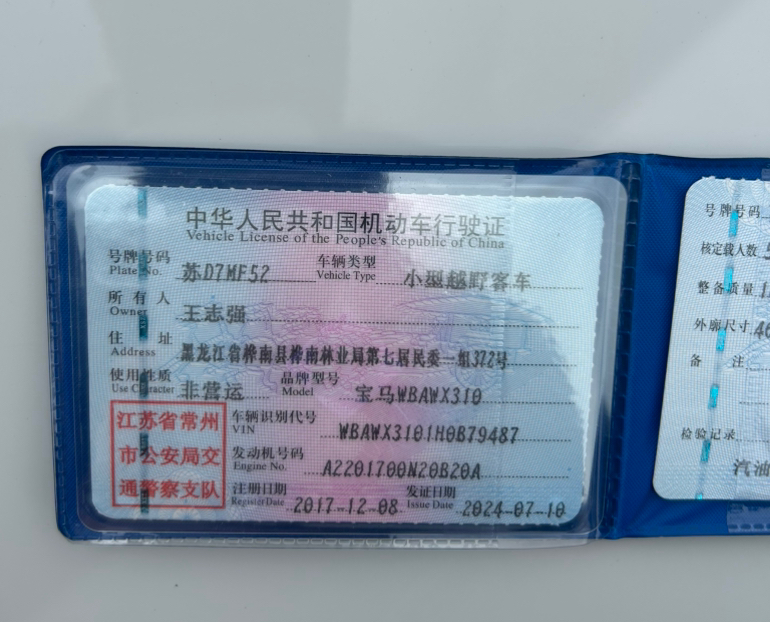 中华人民共和国机动车行驶证
Vehicle License of the People's Republic of China
号牌号码 苏D7MF52 车辆类型 小型越野客车
Plate No. Vehicle Type
所有人 王志强
Owner
住址 黑龙江省桦南县桦南林业局第七居民委一组372号
Address
使用性质 非营运 品牌型号 宝马WBAWX310
Use Character Model
江苏省常州
市公安局交
通警察支队
车辆识别代号 WBAWX3101H0B79487
VIN
发动机号码 A2201700N20B20A
Engine No.
注册日期 2017-12-08 发证日期 2024-07-10
Register Date Issue Date
号牌号码
核定载人数
整备质量
外廓尺寸 46
备注
检验记录
汽油